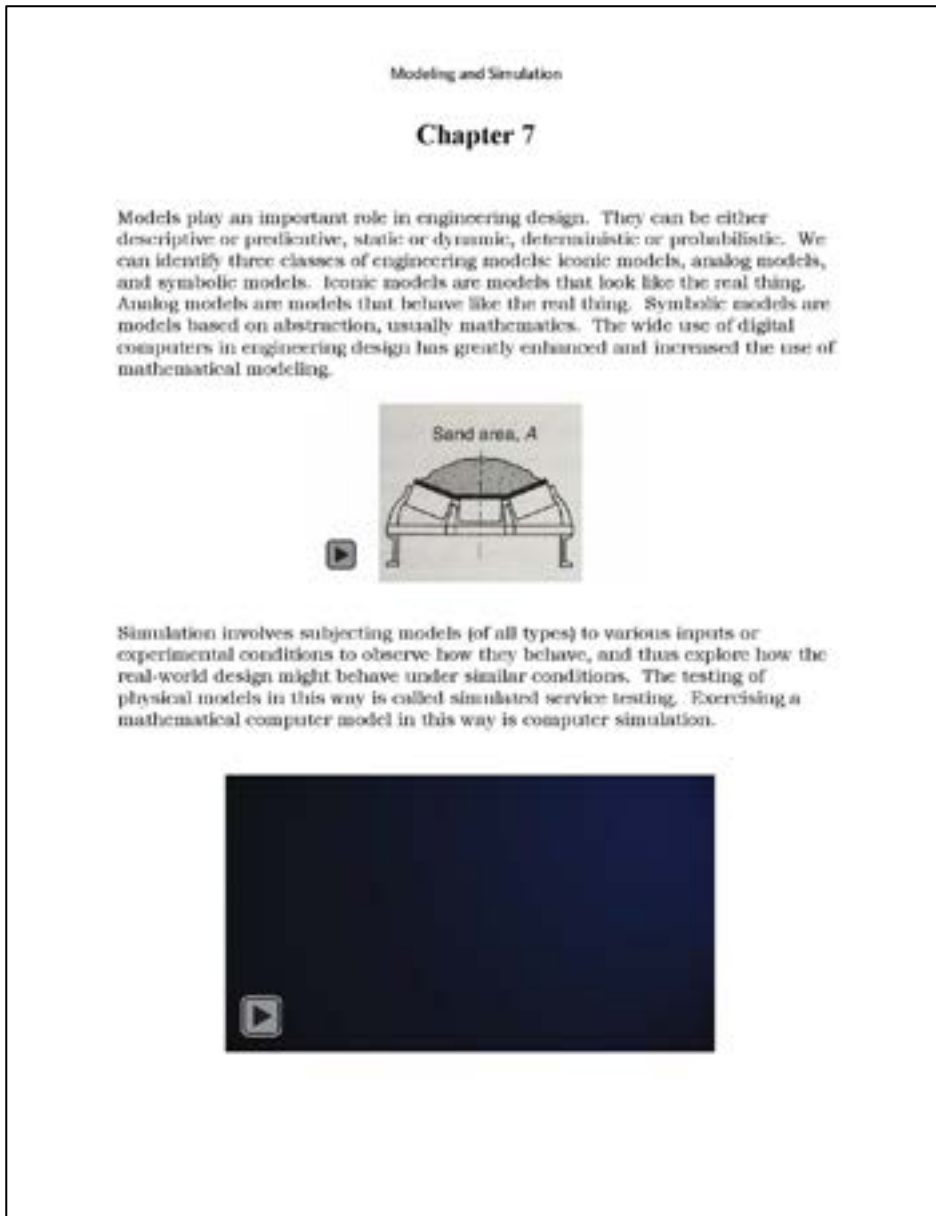 Modeling and Simulation
Chapter 7
Models play an important role in engineering design. They can be either
descriptive or predicative, static or dynamic, deterministic or probabilistic. We
can identify three classes of engineering models: iconic models, analog models,
and symbolic models. Iconic models are models that look like the real thing.
Analog models are models that behave like the real thing. Symbolic models are
models based on abstraction, usually mathematics. The wide use of digital
computers in engineering design has greatly enhanced and increased the use of
mathematical modeling.
Sand area, A
Simulation involves subjecting models (of all types) to various inputs or
experimental conditions to observe how they behave, and thus explore how the
real-world design might behave under similar conditions. The testing of
physical models in this way is called simulated service testing. Exercising a
mathematical computer model in this way is computer simulation.